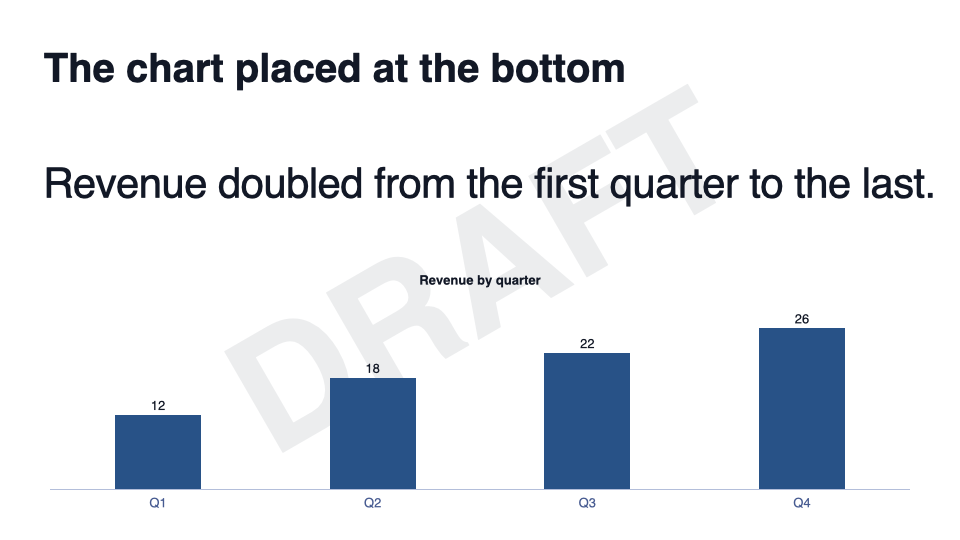 The chart placed at the bottom
Revenue doubled from the first quarter to the last.
DRAFT
Revenue by quarter
12
18
22
26
Q1
Q2
Q3
Q4